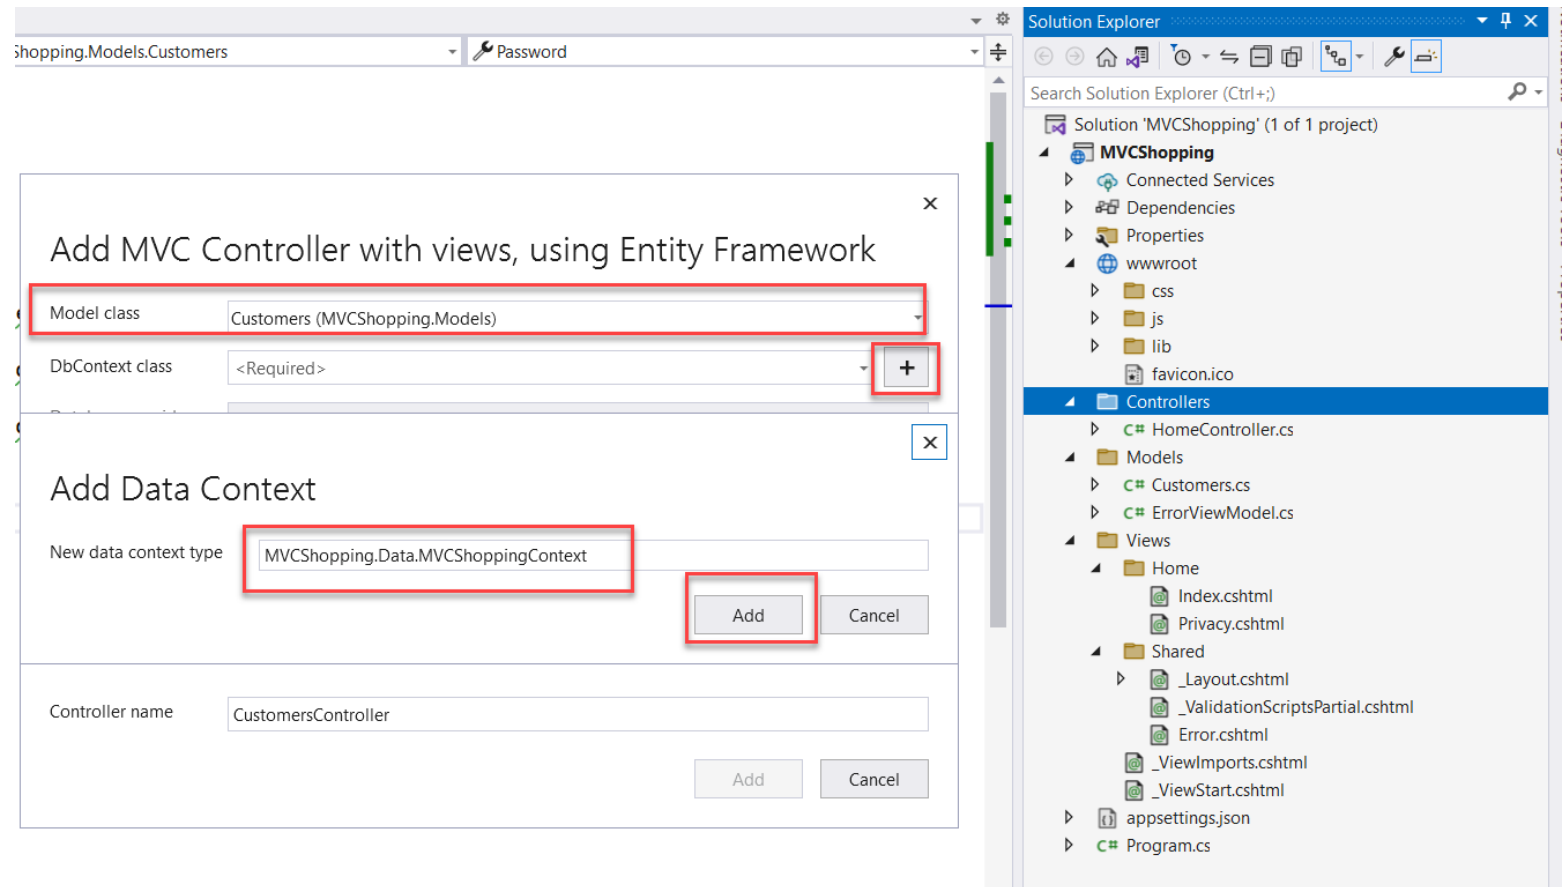 Shopping.Models.Customers
Password
Add MVC Controller with views, using Entity Framework
Model class
Customers (MVCShopping.Models)
DbContext class
<Required>
+
Add Data Context
New data context type
MVCShopping.Data.MVCShoppingContext
Add
Cancel
Controller name
CustomersController
Add
Cancel
Solution Explorer
Search Solution Explorer (Ctrl+;)
Solution 'MVCShopping' (1 of 1 project)
MVCShopping
Connected Services
Dependencies
Properties
wwwroot
css
js
lib
favicon.ico
Controllers
C# HomeController.cs
Models
C# Customers.cs
C# ErrorViewModel.cs
Views
Home
Index.cshtml
Privacy.cshtml
Shared
_Layout.cshtml
_ValidationScriptsPartial.cshtml
Error.cshtml
_ViewImports.cshtml
_ViewStart.cshtml
appsettings.json
C# Program.cs